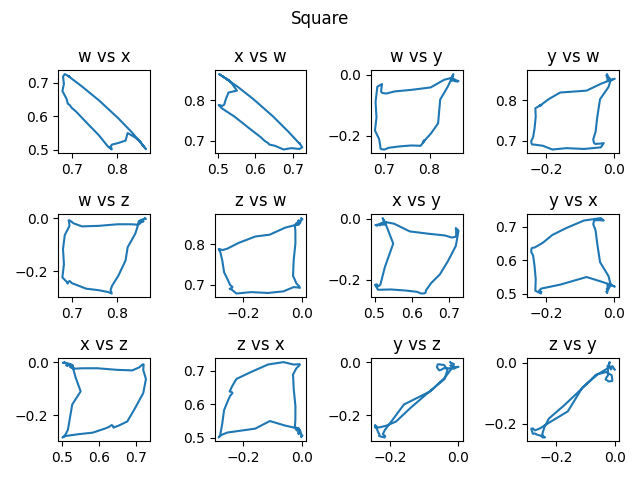 Square
w vs x
x vs w
w vs y
y vs w
0.7
0.6
0.5
0.7 0.8
0.8
0.7
0.5 0.6 0.7
0.0
−0.2
0.7 0.8
0.8
0.7
−0.2 0.0
w vs z
z vs w
x vs y
y vs x
0.0
−0.2
0.7 0.8
0.8
0.7
−0.2 0.0
0.0
−0.2
0.5 0.6 0.7
0.7
0.6
0.5
−0.2 0.0
x vs z
z vs x
y vs z
z vs y
0.0
−0.2
0.5 0.6 0.7
0.7
0.6
0.5
−0.2 0.0
0.0
−0.2
−0.2 0.0
0.0
−0.2
−0.2 0.0